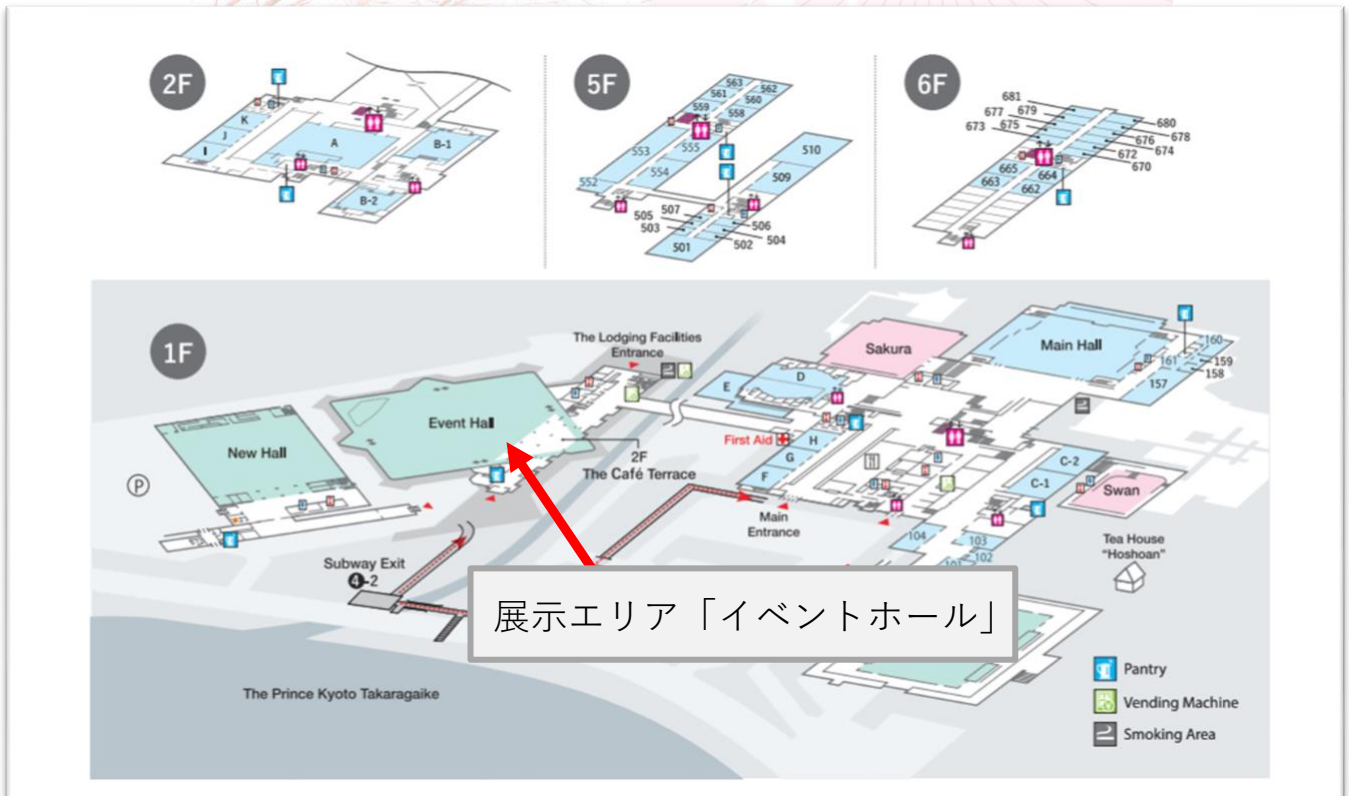 2F
K
J
I
A
B-1
B-2
5F
563
562
561
560
559
558
553
555
554
552
510
509
507
505
506
503
504
502
501
6F
681
677
679
680
673
675
676
678
674
672
670
665
664
663
662
1F
The Lodging Facilities
Entrance
Sakura
Main Hall
160
161
159
158
157
E
D
Event Hall
New Hall
First Aid
H
G
F
2F
The Café Terrace
P
C-2
C-1
Swan
Main
Entrance
104
103
102
101
Tea House
"Hoshoan"
Subway Exit
4-2
展示エリア「イベントホール」
The Prince Kyoto Takaragaike
Pantry
Vending Machine
Smoking Area